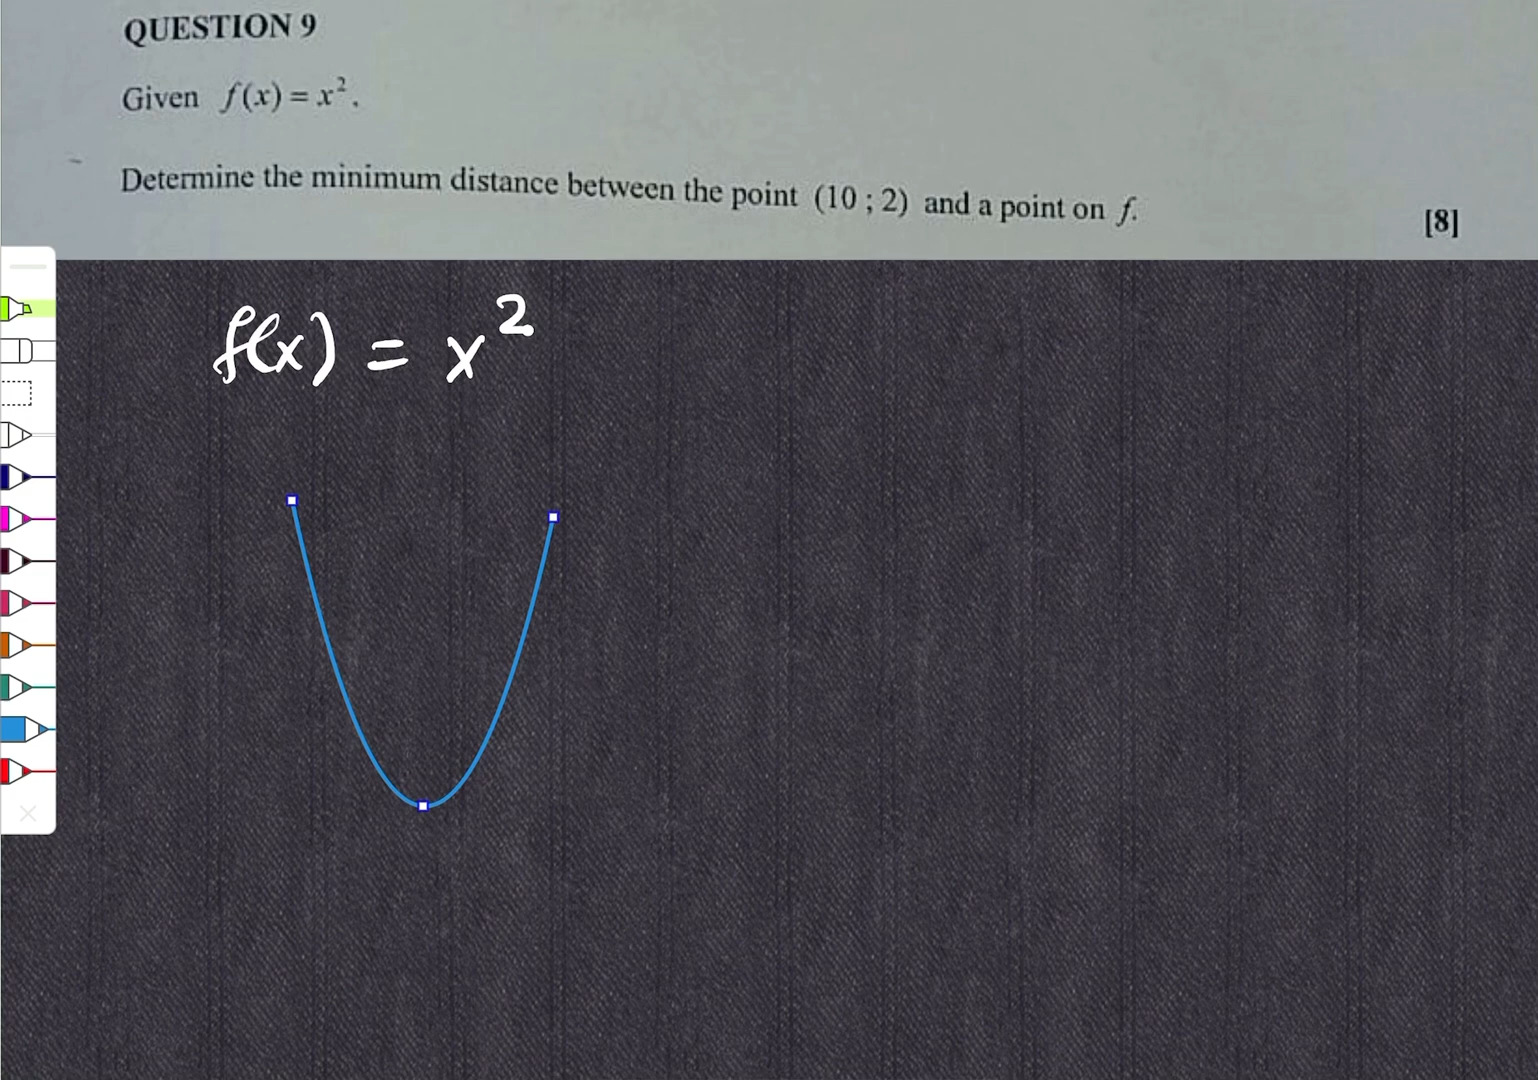 QUESTION 9
Given f(x) = x².
Determine the minimum distance between the point (10 ; 2) and a point on f.
[8]
f(x) = x²